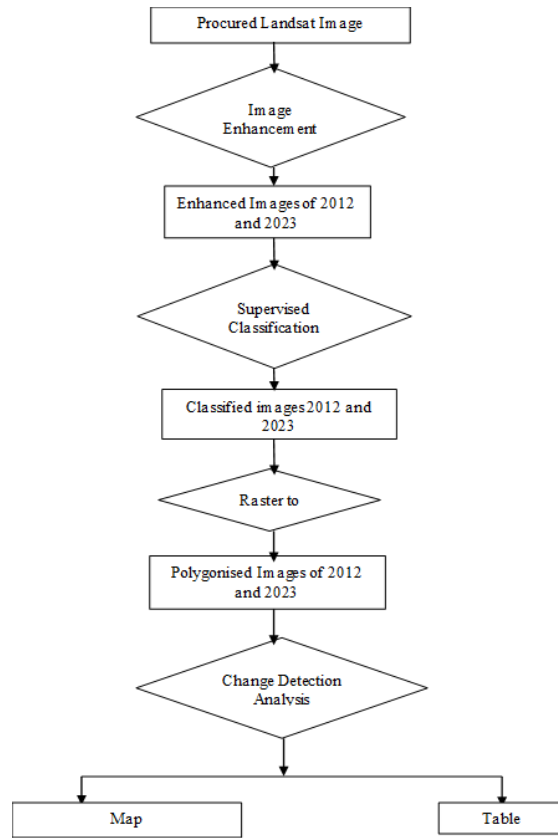 Procured Landsat Image
Image
Enhancement
Enhanced Images of 2012
and 2023
Supervised
Classification
Classified images 2012 and
2023
Raster to
Polygonised Images of 2012
and 2023
Change Detection
Analysis
Map
Table